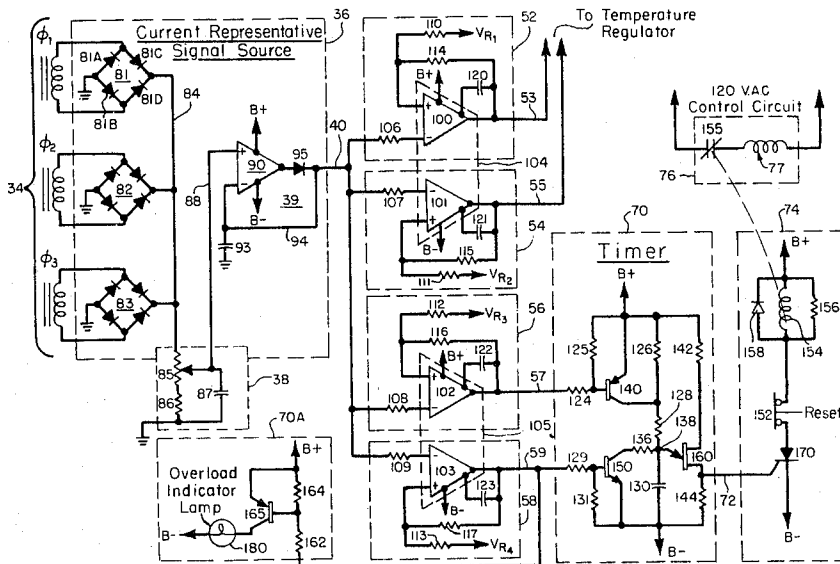 Current Representative
Signal Source
36
34
ϕ1
81A
81C
81
81B
81D
84
ϕ2
82
ϕ3
83
88
B+
90
95
B-
39
93
94
40
85
86
87
38
70A
Overload
Indicator
Lamp
B-
180
165
B+
164
162
110
VR1
52
114
B+
120
100
53
106
104
107
101
55
121
B-
115
54
111
VR2
112
VR3
56
116
B+
122
102
57
108
105
109
103
59
123
B-
117
58
113
VR4
To Temperature
Regulator
70
Timer
B+
125
126
142
140
124
128
138
136
129
150
160
131
130
144
72
B-
120 VAC
Control Circuit
155
76
77
74
B+
158
154
156
152
Reset
170
B-